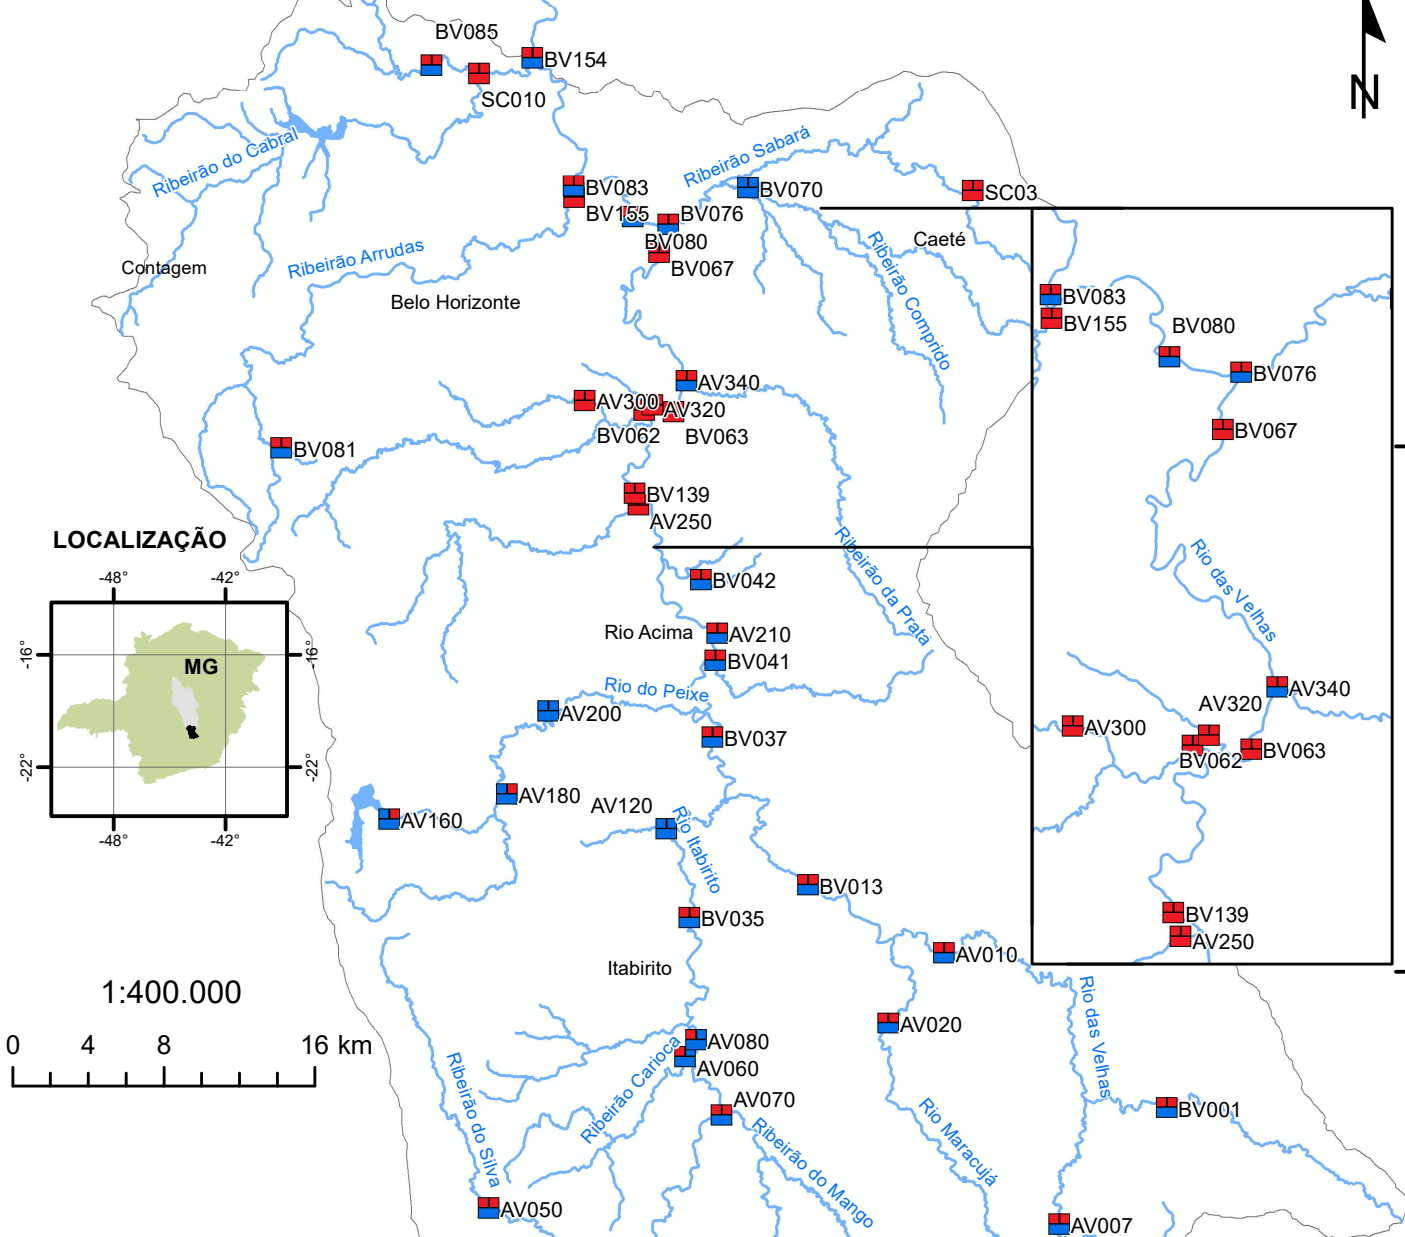 BV085
BV154
SC010
N
Ribeirão do Cabral
Ribeirão Sabará
BV083
BV070
SC03
BV155
BV076
BV080
BV067
Caeté
Ribeirão Comprido
Ribeirão Arrudas
Contagem
Belo Horizonte
BV083
BV155
BV080
BV076
BV067
AV340
AV300
AV320
BV062
BV063
BV081
BV139
AV250
Rio das Velhas
Ribeirão da Prata
LOCALIZAÇÃO
-48°
-42°
-16°
-16°
MG
-22°
-22°
-48°
-42°
BV042
Rio Acima
AV210
BV041
Rio do Peixe
AV200
BV037
AV340
AV320
AV300
BV063
BV062
AV180
AV160
AV120
Rio Itabirito
BV013
BV035
BV139
AV250
AV010
Itabirito
1:400.000
0
4
8
16 km
AV020
Rio das Velhas
AV080
AV060
Ribeirão Carioca
AV070
Ribeirão do Silva
Ribeirão do Mango
Rio Maracujá
BV001
AV050
AV007